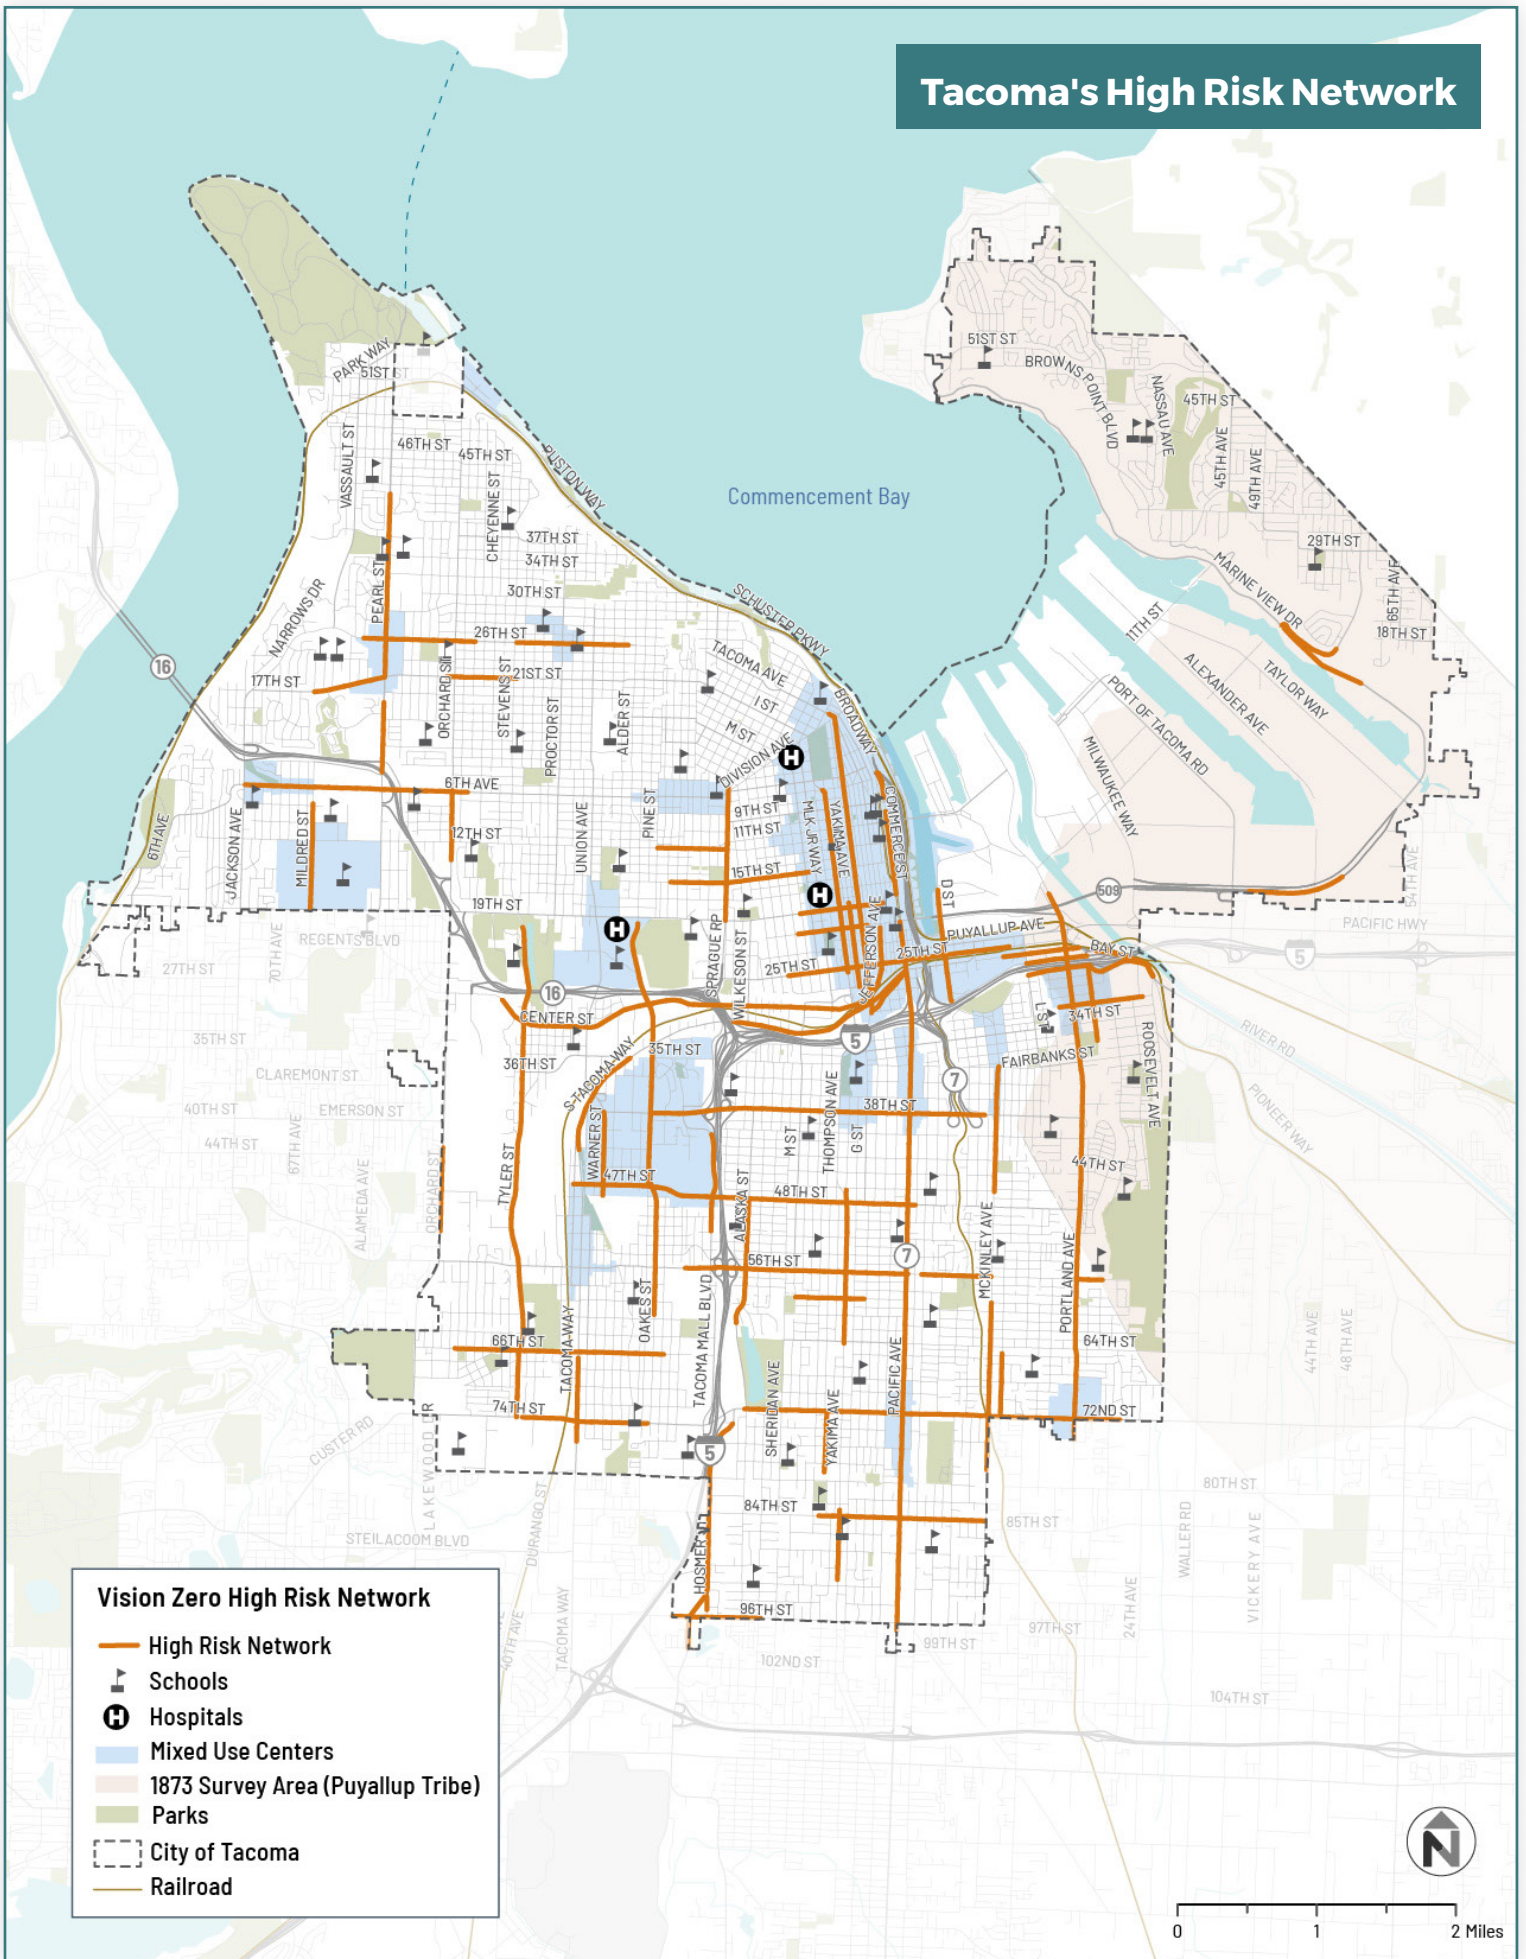 Tacoma's High Risk Network
51ST ST
BROWNS POINT BLVD
NASSAU AVE
45TH ST
45TH AVE
49TH AVE
PARK WAY
51ST ST
VASSAULT ST
46TH ST
45TH ST
RUSTON WAY
CHEYENNE ST
Commencement Bay
37TH ST
34TH ST
29TH ST
MARINE VIEW DR
65TH AVE
18TH ST
NARROWS DR
PEARL ST
30TH ST
SCHUSTER PKWY
11TH ST
26TH ST
TACOMA AVE
ALEXANDER AVE
TAYLOR WAY
16
17TH ST
ORCHARD ST
STEVENS ST
21ST ST
I ST
BROADWAY
PORT OF TACOMA RD
PROCTOR ST
ALDER ST
M ST
DIVISION AVE
H
MILWAUKEE WAY
6TH AVE
6TH AVE
JACKSON AVE
MILDRED ST
12TH ST
UNION AVE
PINE ST
9TH ST
11TH ST
MLK JR WAY
YAKIMA AVE
COMMERCE ST
15TH ST
H
D ST
509
54TH AVE
19TH ST
H
SPRAGUE RP
WILKESON ST
JEFFERSON AVE
PUYALLUP AVE
PACIFIC HWY
REGENTS BLVD
27TH ST
70TH AVE
25TH ST
25TH ST
BAY ST
5
16
CENTER ST
L ST
34TH ST
35TH ST
36TH ST
S-TACOMA-WAY
35TH ST
5
FAIRBANKS ST
ROOSEVELT AVE
RIVER RD
CLAREMONT ST
7
PIONEER WAY
40TH ST
EMERSON ST
38TH ST
44TH ST
67TH AVE
WARNER ST
M ST
THOMPSON AVE
G ST
44TH ST
ALAMEDA AVE
ORCHARD ST
TYLER ST
47TH ST
ALASKA ST
48TH ST
MCKINLEY AVE
PORTLAND AVE
56TH ST
7
OAKES ST
TACOMA MALL BLVD
66TH ST
TACOMA WAY
64TH ST
44TH AVE
48TH AVE
SHERIDAN AVE
YAKIMA AVE
PACIFIC AVE
74TH ST
72ND ST
CUSTER RD
LAKEWOOD DR
5
80TH ST
84TH ST
85TH ST
STEILACOOM BLVD
DURANGO ST
HOSMER ST
WALLER RD
VICKERY AVE
24TH AVE
96TH ST
97TH ST
99TH ST
40TH AVE
TACOMA WAY
102ND ST
104TH ST
Vision Zero High Risk Network
High Risk Network
Schools
H Hospitals
Mixed Use Centers
1873 Survey Area (Puyallup Tribe)
Parks
City of Tacoma
Railroad
N
0 1 2 Miles